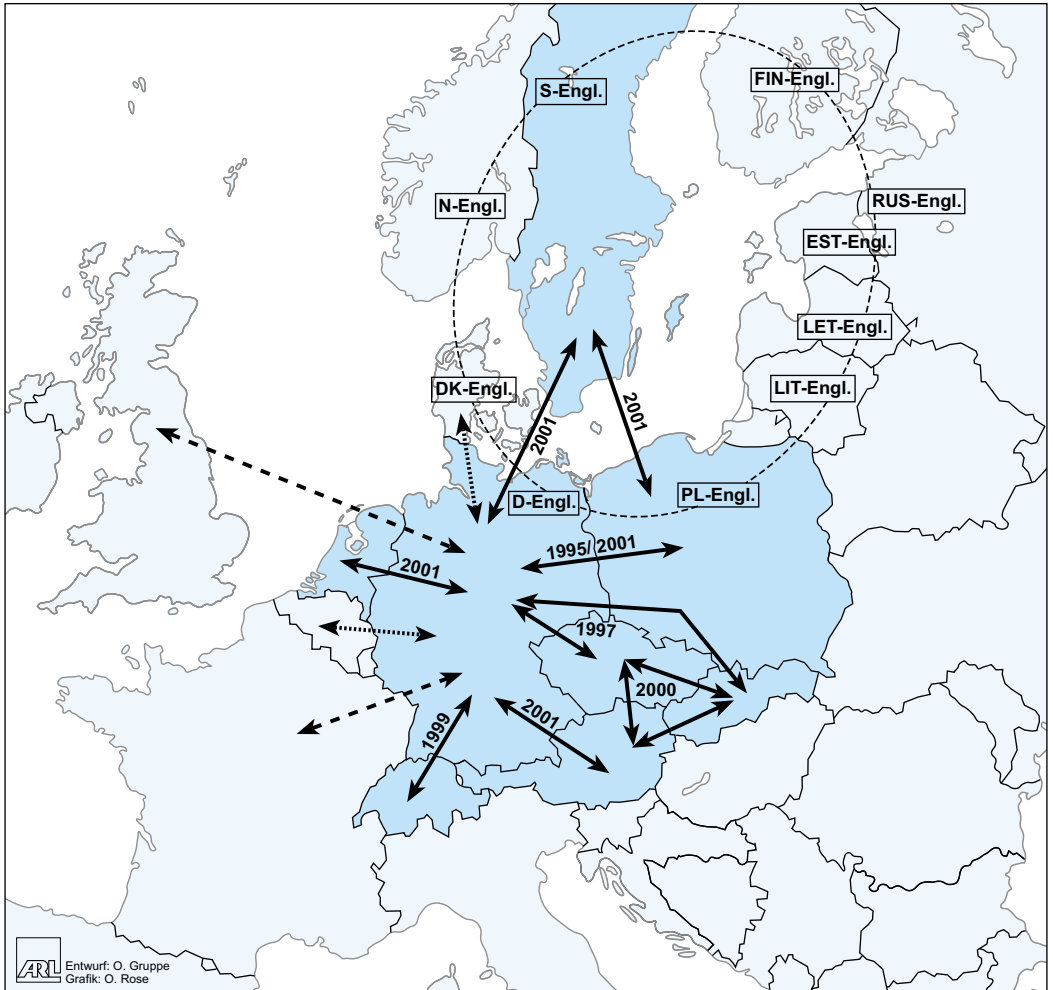 S-Engl.
FIN-Engl.
N-Engl.
RUS-Engl.
EST-Engl.
LET-Engl.
DK-Engl.
LIT-Engl.
2001
2001
D-Engl.
PL-Engl.
1995/ 2001
2001
1997
2000
2001
1999
ARL
Entwurf: O. Gruppe
Grafik: O. Rose